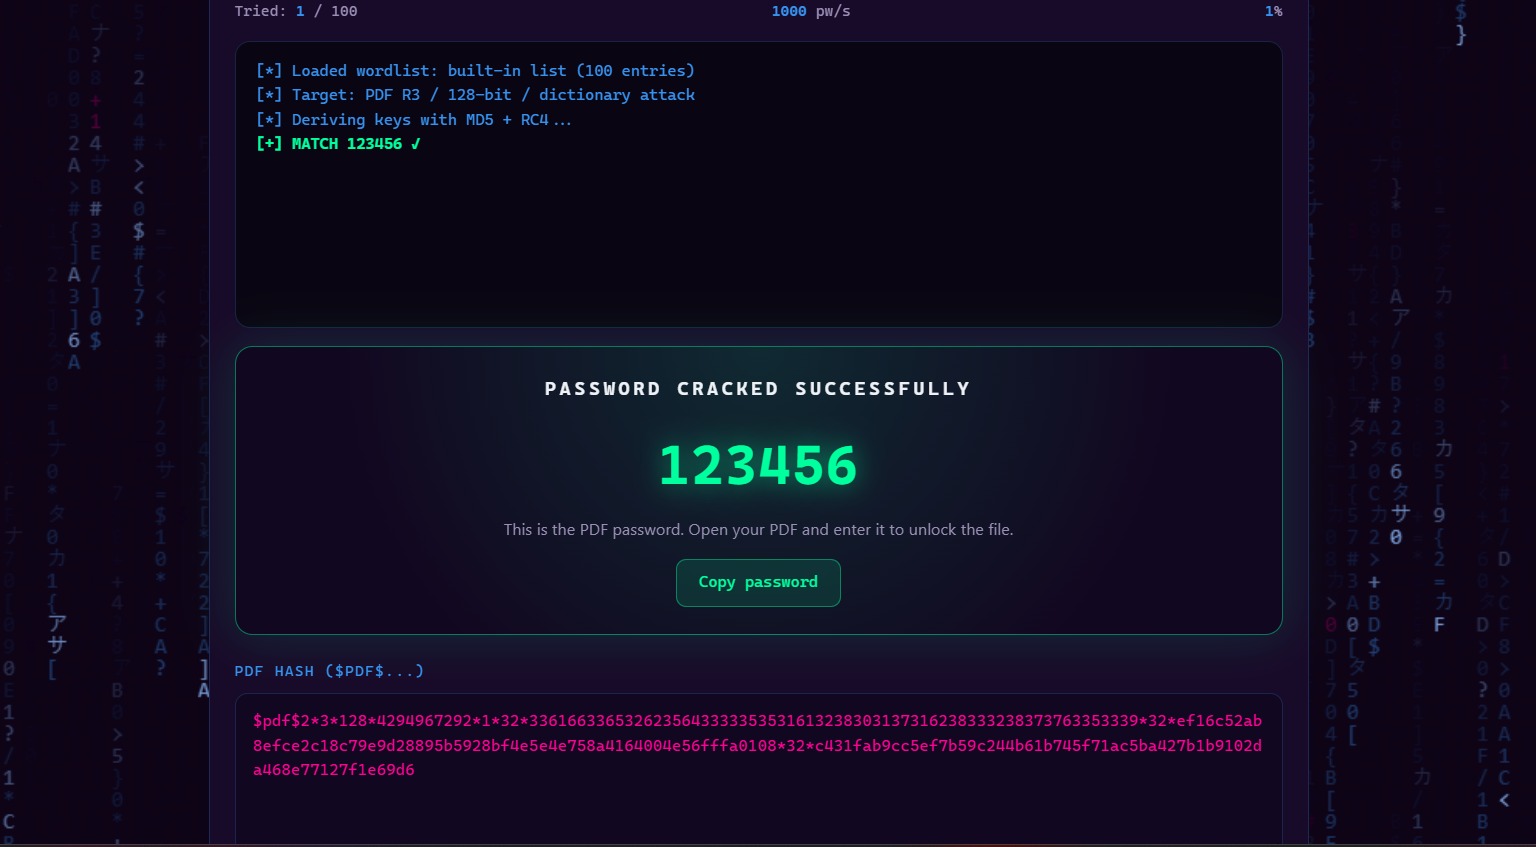 Tried: 1 / 100
1000 pw/s
1%
[*] Loaded wordlist: built-in list (100 entries)
[*] Target: PDF R3 / 128-bit / dictionary attack
[*] Deriving keys with MD5 + RC4...
[+] MATCH 123456 ✓
PASSWORD CRACKED SUCCESSFULLY
123456
This is the PDF password. Open your PDF and enter it to unlock the file.
Copy password
PDF HASH ($PDF$...)
$pdf$2*3*128*4294967292*1*32*3361663365326235643333353531613238303137316238333238373763353339*32*ef16c52ab
8efce2c18c79e9d28895b5928bf4e5e4e758a4164004e56fffa0108*32*c431fab9cc5ef7b59c244b61b745f71ac5ba427b1b9102d
a468e77127f1e69d6